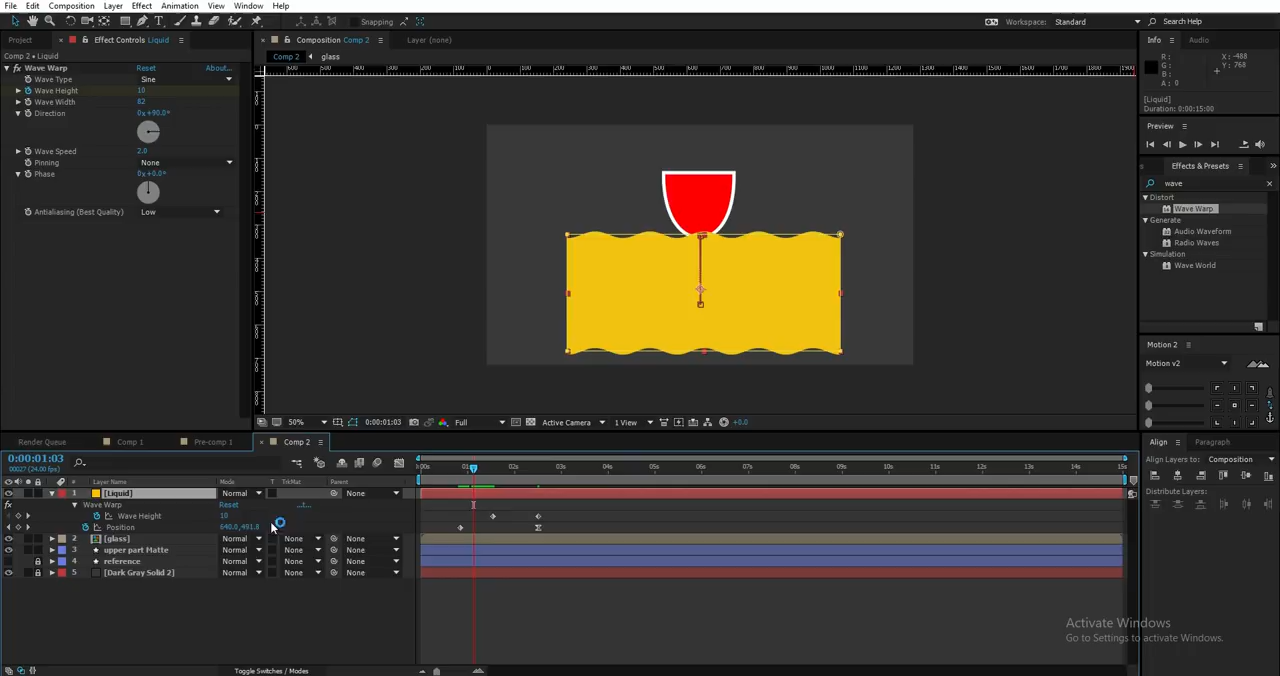 File Edit Composition Layer Effect Animation View Window Help
Snapping
Workspace: Standard
Search Help
Project
Effect Controls Liquid
Comp 2 • Liquid
Wave Warp Reset About...
Wave Type Sine
Wave Height 10
Wave Width 82
Direction 0x+90.0°
Wave Speed 2.0
Pinning None
Phase 0x+0.0°
Antialiasing (Best Quality) Low
Composition Comp 2
Layer (none)
Comp 2 glass
50% 0:00:01:03 Full Active Camera 1 View +0.0
Info Audio
R:
G:
B:
A: 0
X: -488
Y: 768
[Liquid]
Duration: 0:00:15:00
Preview
Effects & Presets
wave
Distort
Wave Warp
Generate
Audio Waveform
Radio Waves
Simulation
Wave World
Motion 2
Motion v2
Align Paragraph
Align Layers to: Composition
Distribute Layers:
Render Queue Comp 1 Pre-comp 1 Comp 2
0:00:01:03
00027 (24.00 fps)
# Layer Name Mode T TrkMat Parent
1 [Liquid] Normal None
Wave Warp Reset
Wave Height 10
Position 640.0,491.8
2 [glass] Normal None None
3 upper part Matte Normal None None
4 reference Normal None None
5 [Dark Gray Solid 2] Normal None None
02s 03s 04s 05s 06s 07s 08s 09s 10s 11s 12s 13s 14s 15s
Toggle Switches / Modes
Activate Windows
Go to Settings to activate Windows.